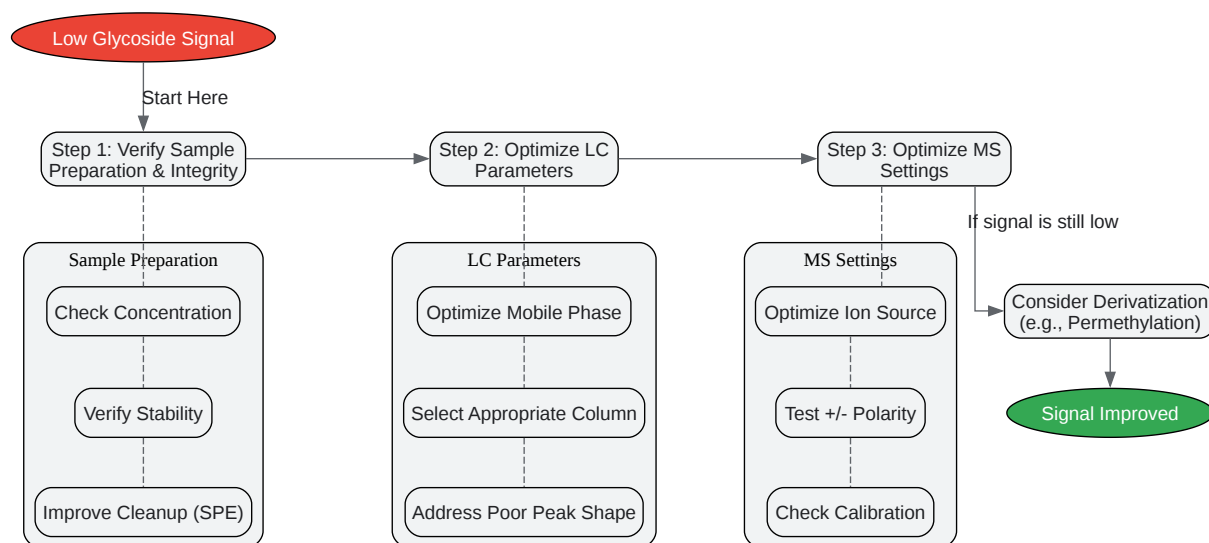 Low Glycoside Signal
Start Here
Step 1: Verify Sample
Preparation & Integrity
Step 2: Optimize LC
Parameters
Step 3: Optimize MS
Settings
If signal is still low
Sample Preparation
Check Concentration
Verify Stability
Improve Cleanup (SPE)
LC Parameters
Optimize Mobile Phase
Select Appropriate Column
Address Poor Peak Shape
MS Settings
Optimize Ion Source
Test +/- Polarity
Check Calibration
Consider Derivatization
(e.g., Permethylation)
Signal Improved